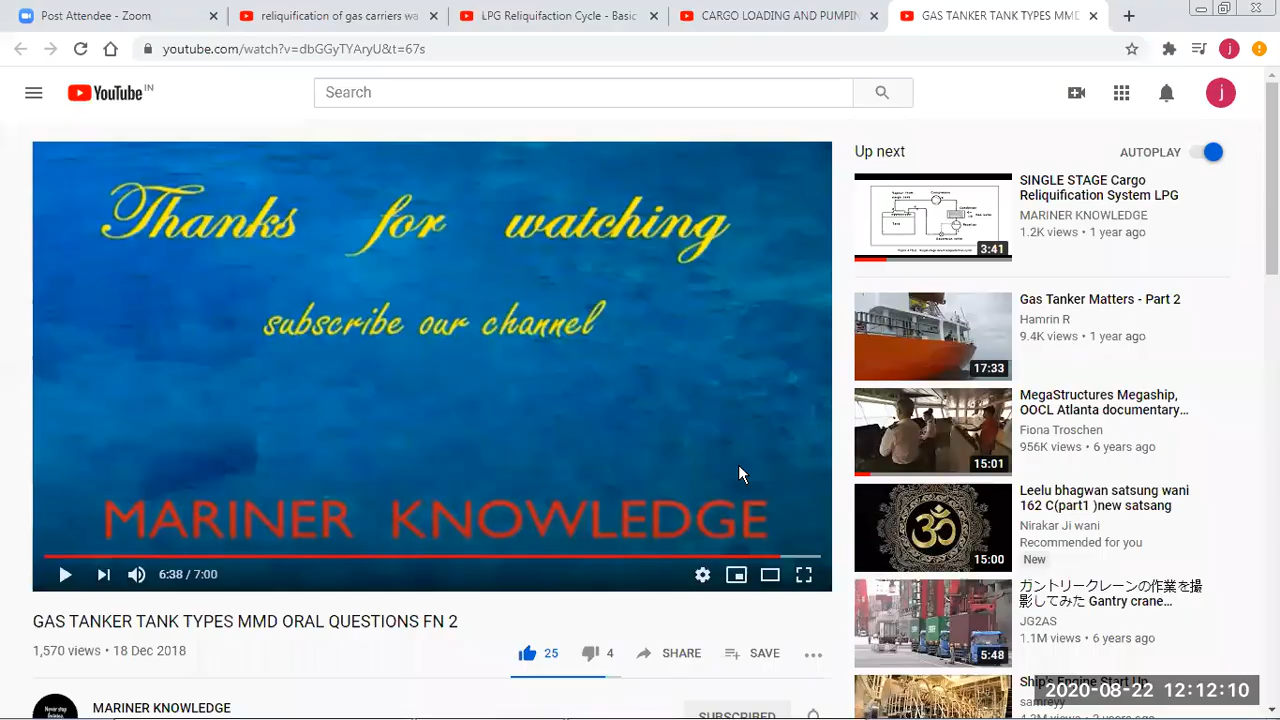 Post Attendee - Zoom
reliquification of gas carriers wa
LPG Reliquifaction Cycle - Basic
CARGO LOADING AND PUMPIN
GAS TANKER TANK TYPES MMD
youtube.com/watch?v=dbGGyTYAryU&t=67s
j
YouTube IN
Search
j
Thanks for watching
subscribe our channel
MARINER KNOWLEDGE
6:38 / 7:00
GAS TANKER TANK TYPES MMD ORAL QUESTIONS FN 2
1,570 views • 18 Dec 2018
25
4
SHARE
SAVE
MARINER KNOWLEDGE
SUBSCRIBED
Up next
AUTOPLAY
3:41
SINGLE STAGE Cargo
Reliquification System LPG
MARINER KNOWLEDGE
1.2K views • 1 year ago
17:33
Gas Tanker Matters - Part 2
Hamrin R
9.4K views • 1 year ago
15:01
MegaStructures Megaship,
OOCL Atlanta documentary…
Fiona Troschen
956K views • 6 years ago
15:00
Leelu bhagwan satsung wani
162 C(part1 )new satsang
Nirakar Ji wani
Recommended for you
New
5:48
ガントリークレーンの作業を撮
影してみた Gantry crane…
JG2AS
1.1M views • 6 years ago
Ship's Engine Start Up
samreyy
2020-08-22 12:12:10